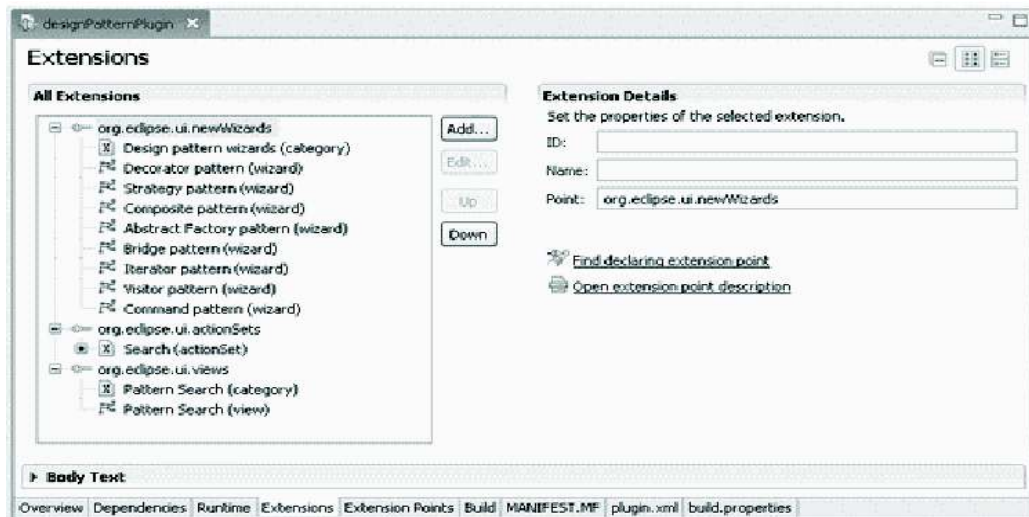 designPatternPlugin
Extensions
All Extensions
org.eclipse.ui.newWizards
Design pattern wizards (category)
Decorator pattern (wizard)
Strategy pattern (wizard)
Composite pattern (wizard)
Abstract Factory pattern (wizard)
Bridge pattern (wizard)
Iterator pattern (wizard)
Visitor pattern (wizard)
Command pattern (wizard)
org.eclipse.ui.actionSets
Search (actionSet)
org.eclipse.ui.views
Pattern Search (category)
Pattern Search (view)
Add...
Edit...
Up
Down
Extension Details
Set the properties of the selected extension.
ID:
Name:
Point: org.eclipse.ui.newWizards
Find declaring extension point
Open extension point description
Body Text
Overview Dependencies Runtime Extensions Extension Points Build MANIFEST.MF plugin.xml build.properties